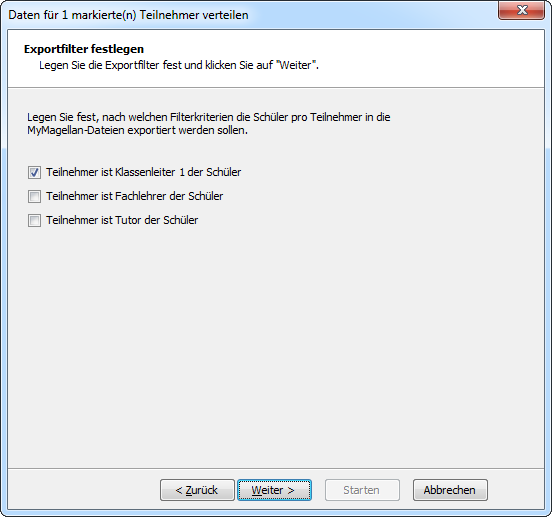 Daten für 1 markierte(n) Teilnehmer verteilen
Exportfilter festlegen
Legen Sie die Exportfilter fest und klicken Sie auf "Weiter".
Legen Sie fest, nach welchen Filterkriterien die Schüler pro Teilnehmer in die
MyMagellan-Dateien exportiert werden sollen.
Teilnehmer ist Klassenleiter 1 der Schüler
Teilnehmer ist Fachlehrer der Schüler
Teilnehmer ist Tutor der Schüler
< Zurück Weiter > Starten Abbrechen